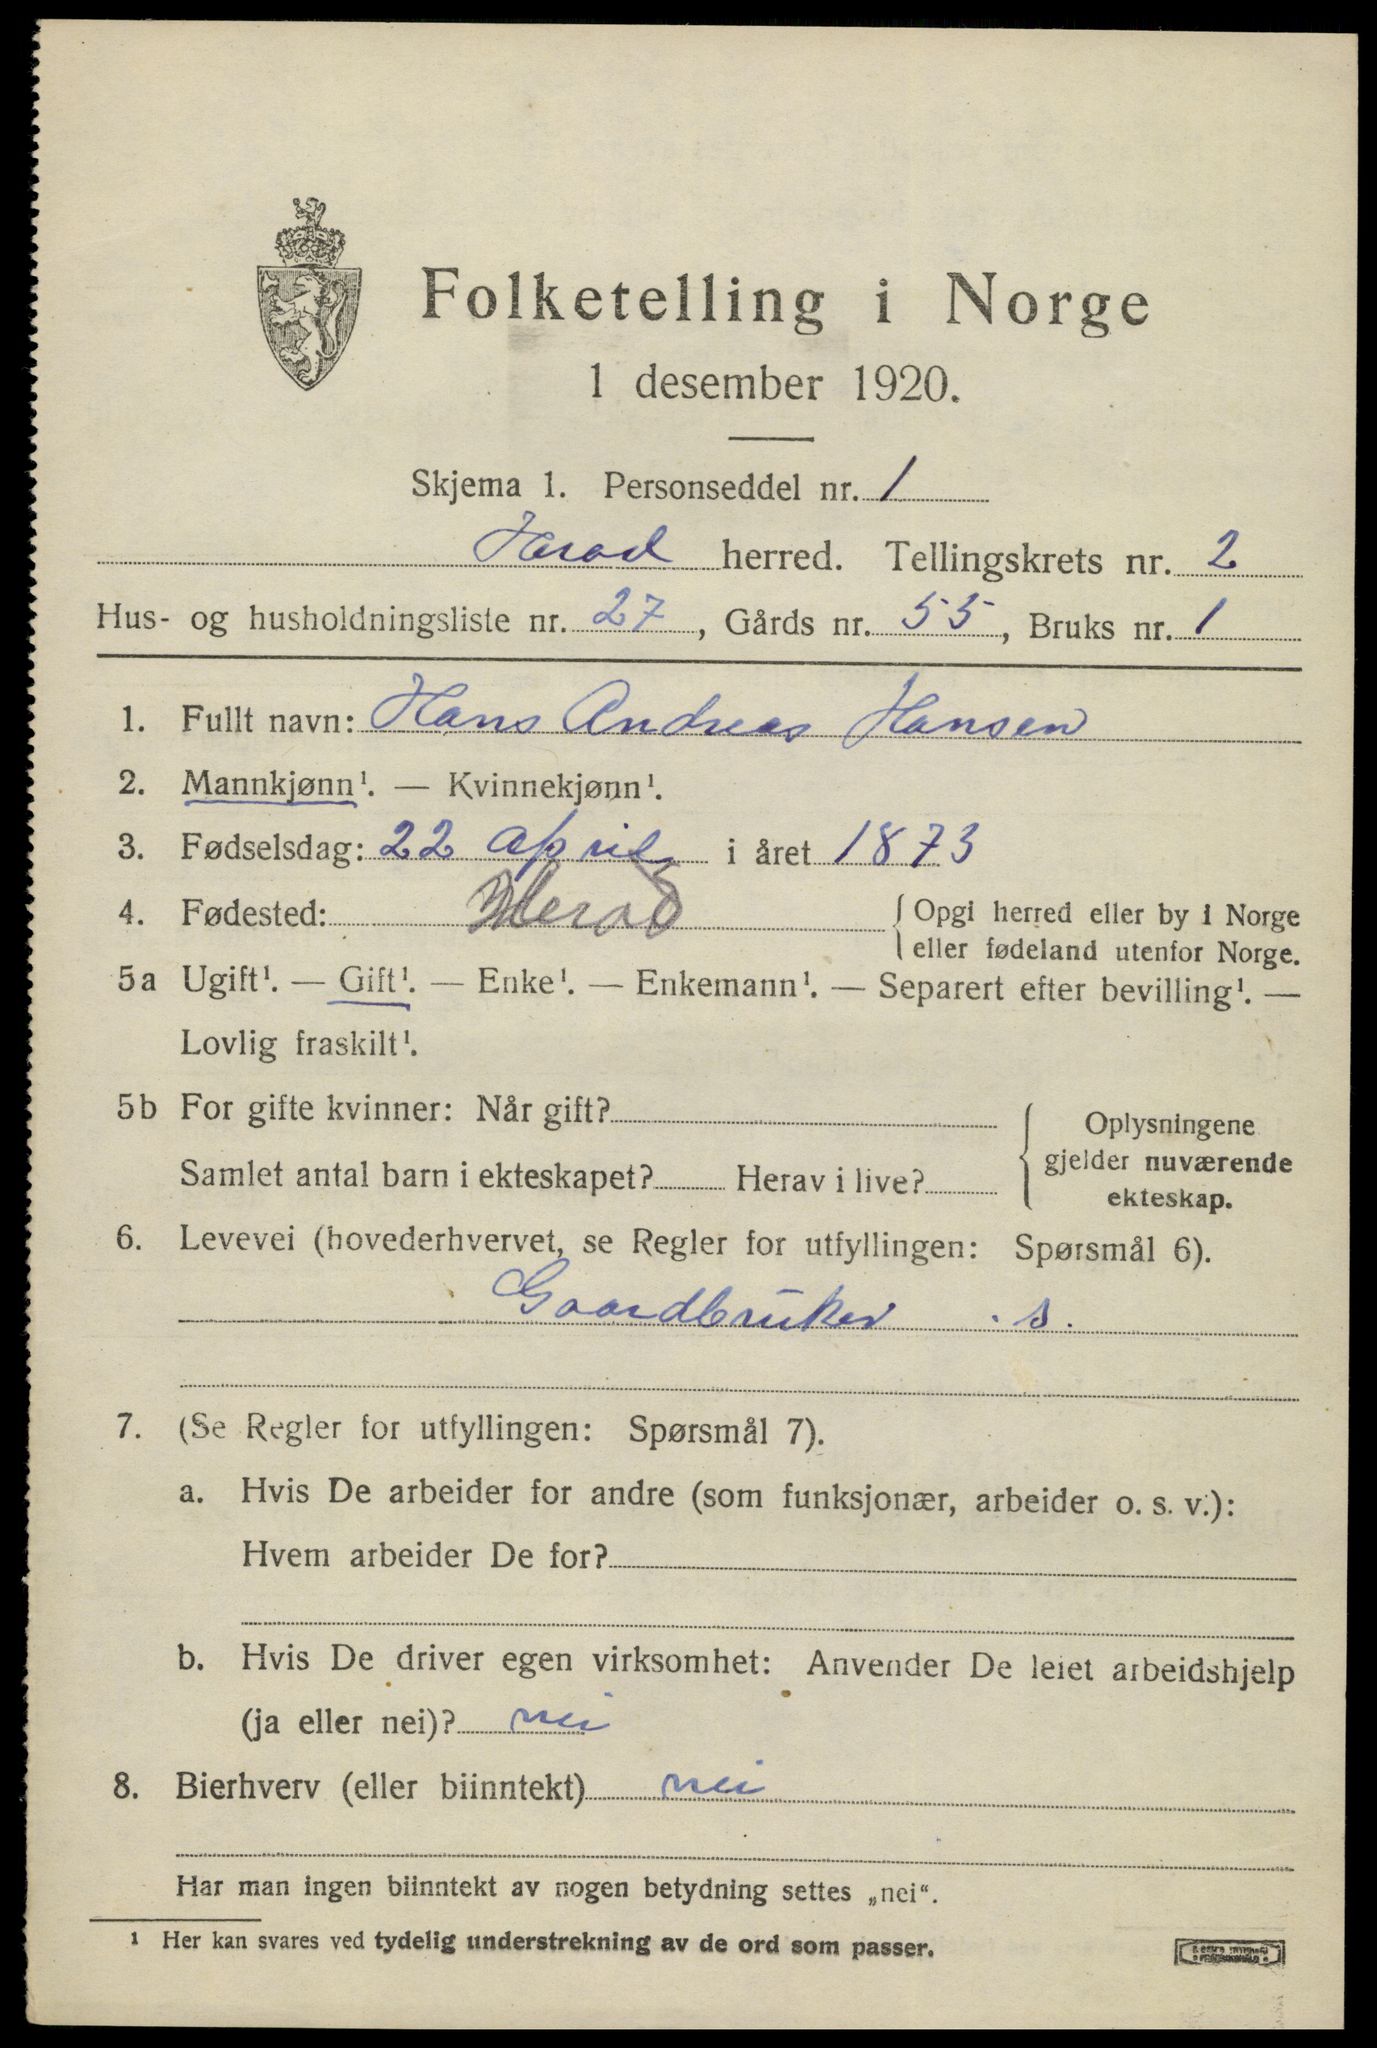 Folketelling i Norge
1 desember 1920.
Skjema 1. Personseddel nr. 1
Herad herred. Tellingskrets nr. 2
Hus- og husholdningsliste nr. 27, Gårds nr. 55, Bruks nr. 1
1. Fullt navn: Hans Andreas Hansen
2. Mannkjønn¹. — Kvinnekjønn¹.
3. Fødselsdag: 22 april i året 1873
4. Fødested: Herad { Opgi herred eller by i Norge
eller fødeland utenfor Norge.
5a Ugift¹. — Gift¹. — Enke¹. — Enkemann¹. — Separert efter bevilling¹. —
Lovlig fraskilt¹.
5b For gifte kvinner: Når gift?
Samlet antal barn i ekteskapet? Herav i live?
Oplysningene
gjelder nuværende
ekteskap.
6. Levevei (hovederhvervet, se Regler for utfyllingen: Spørsmål 6).
Gaardbruker . s.
7. (Se Regler for utfyllingen: Spørsmål 7).
a. Hvis De arbeider for andre (som funksjonær, arbeider o. s. v.):
Hvem arbeider De for?
b. Hvis De driver egen virksomhet: Anvender De leiet arbeidshjelp
(ja eller nei)? nei
8. Bierhverv (eller biinntekt) nei
Har man ingen biinntekt av nogen betydning settes „nei“.
¹ Her kan svares ved tydelig understrekning av de ord som passer.